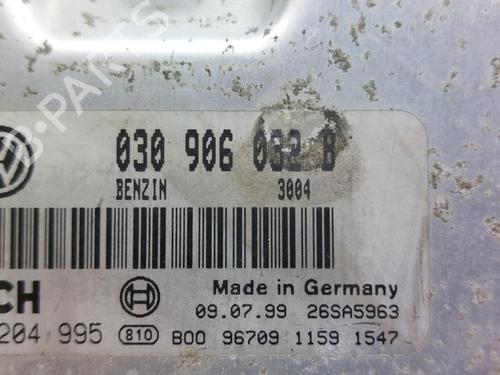 030 906 032 B
BENZIN 3004
CH
Made in Germany
09.07.99 26SA5963
204 995 810 B00 96709 1159 1547